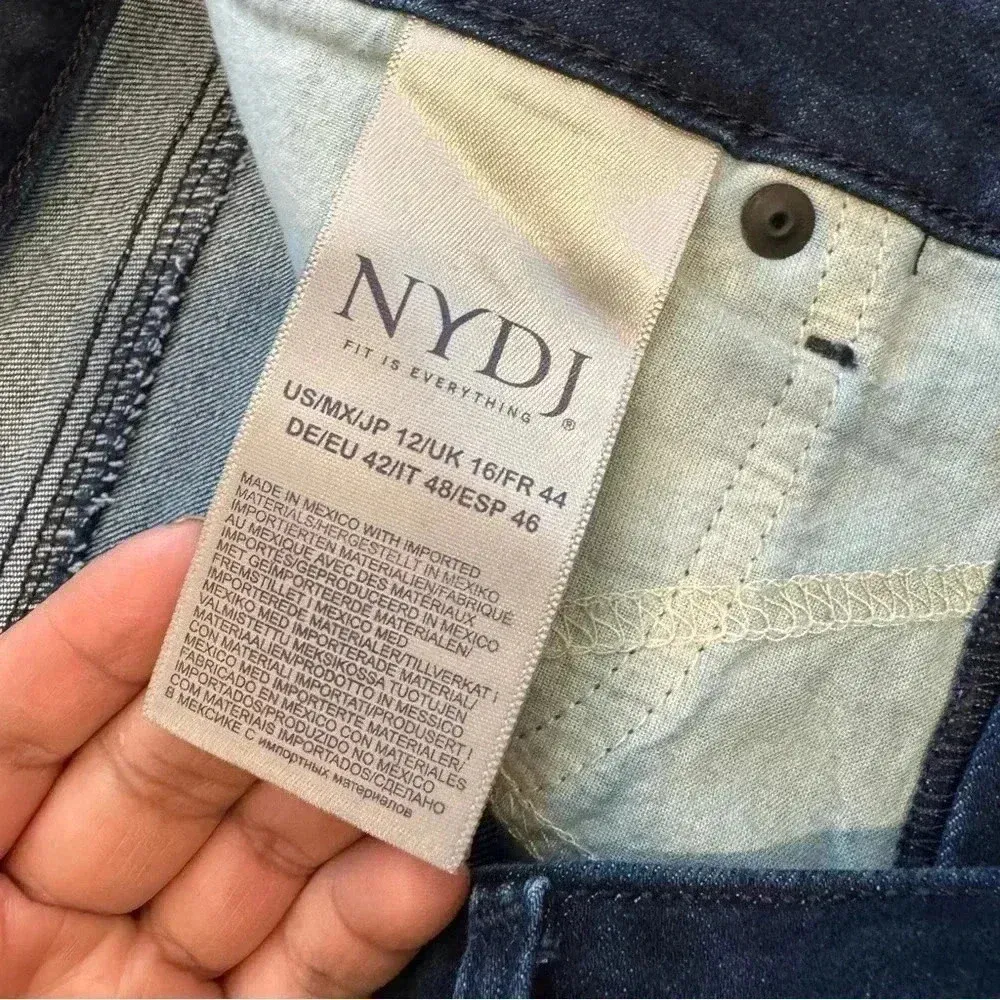 NYDJ
FIT IS EVERYTHING ®
US/MX/JP 12/UK 16/FR 44
DE/EU 42/IT 48/ESP 46
MADE IN MEXICO WITH IMPORTED
MATERIALS/HERGESTELLT IN MEXIKO
IMPORTIERTEN MATERIALIEN/FABRIQUÉ
AU MEXIQUE AVEC DES MATÉRIAUX
IMPORTÉS/GEPRODUCEERD IN MEXICO
MET GEÏMPORTEERDE MATERIALEN/
FREMSTILLET I MEXICO MED
IMPORTEREDE MATERIALER/TILLVERKAT I
MEXIKO MED IMPORTERADE MATERIAL/
VALMISTETTU MEKSIKOSSA TUCTUJEN
MATERIAALIEN/PRODOTTO IN MESSICO
CON MATERIALI IMPORTATI/PRODUSERT I
MEXICO MED IMPORTERTE MATERIALER/
FABRICADO EN MÉXICO CON MATERIALES
IMPORTADOS/PRODUZIDO NO MÉXICO
COM MATERIAIS IMPORTADOS/СДЕЛАНО
В МЕКСИКЕ С импортных материалов